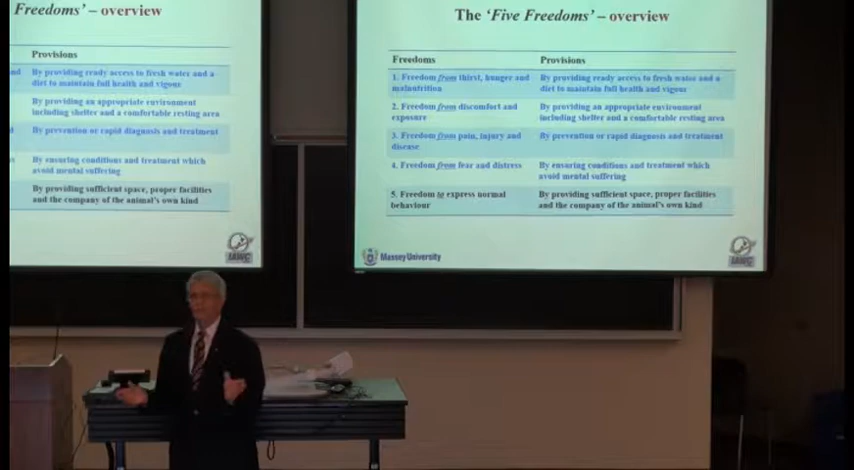 Freedoms' – overview
Provisions
nd By providing ready access to fresh water and a
diet to maintain full health and vigour
By providing an appropriate environment
including shelter and a comfortable resting area
d By prevention or rapid diagnosis and treatment
s By ensuring conditions and treatment which
avoid mental suffering
By providing sufficient space, proper facilities
and the company of the animal's own kind
IAWC
The 'Five Freedoms' – overview
Freedoms Provisions
1. Freedom from thirst, hunger and By providing ready access to fresh water and a
malnutrition diet to maintain full health and vigour
2. Freedom from discomfort and By providing an appropriate environment
exposure including shelter and a comfortable resting area
3. Freedom from pain, injury and By prevention or rapid diagnosis and treatment
disease
4. Freedom from fear and distress By ensuring conditions and treatment which
avoid mental suffering
5. Freedom to express normal By providing sufficient space, proper facilities
behaviour and the company of the animal's own kind
Massey University
IAWC